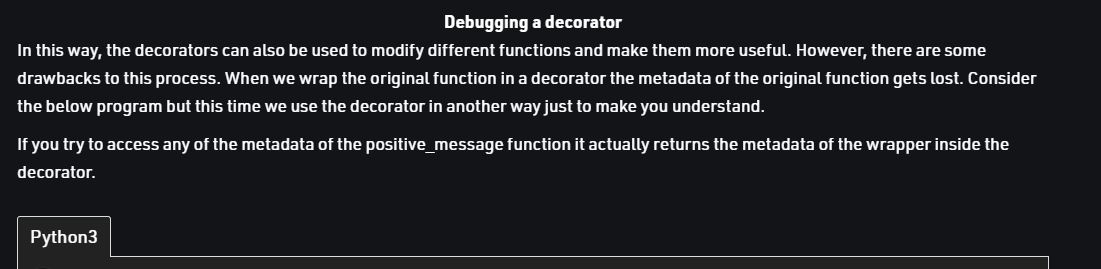 Debugging a decorator
In this way, the decorators can also be used to modify different functions and make them more useful. However, there are some
drawbacks to this process. When we wrap the original function in a decorator the metadata of the original function gets lost. Consider
the below program but this time we use the decorator in another way just to make you understand.
If you try to access any of the metadata of the positive_message function it actually returns the metadata of the wrapper inside the
decorator.
Python3